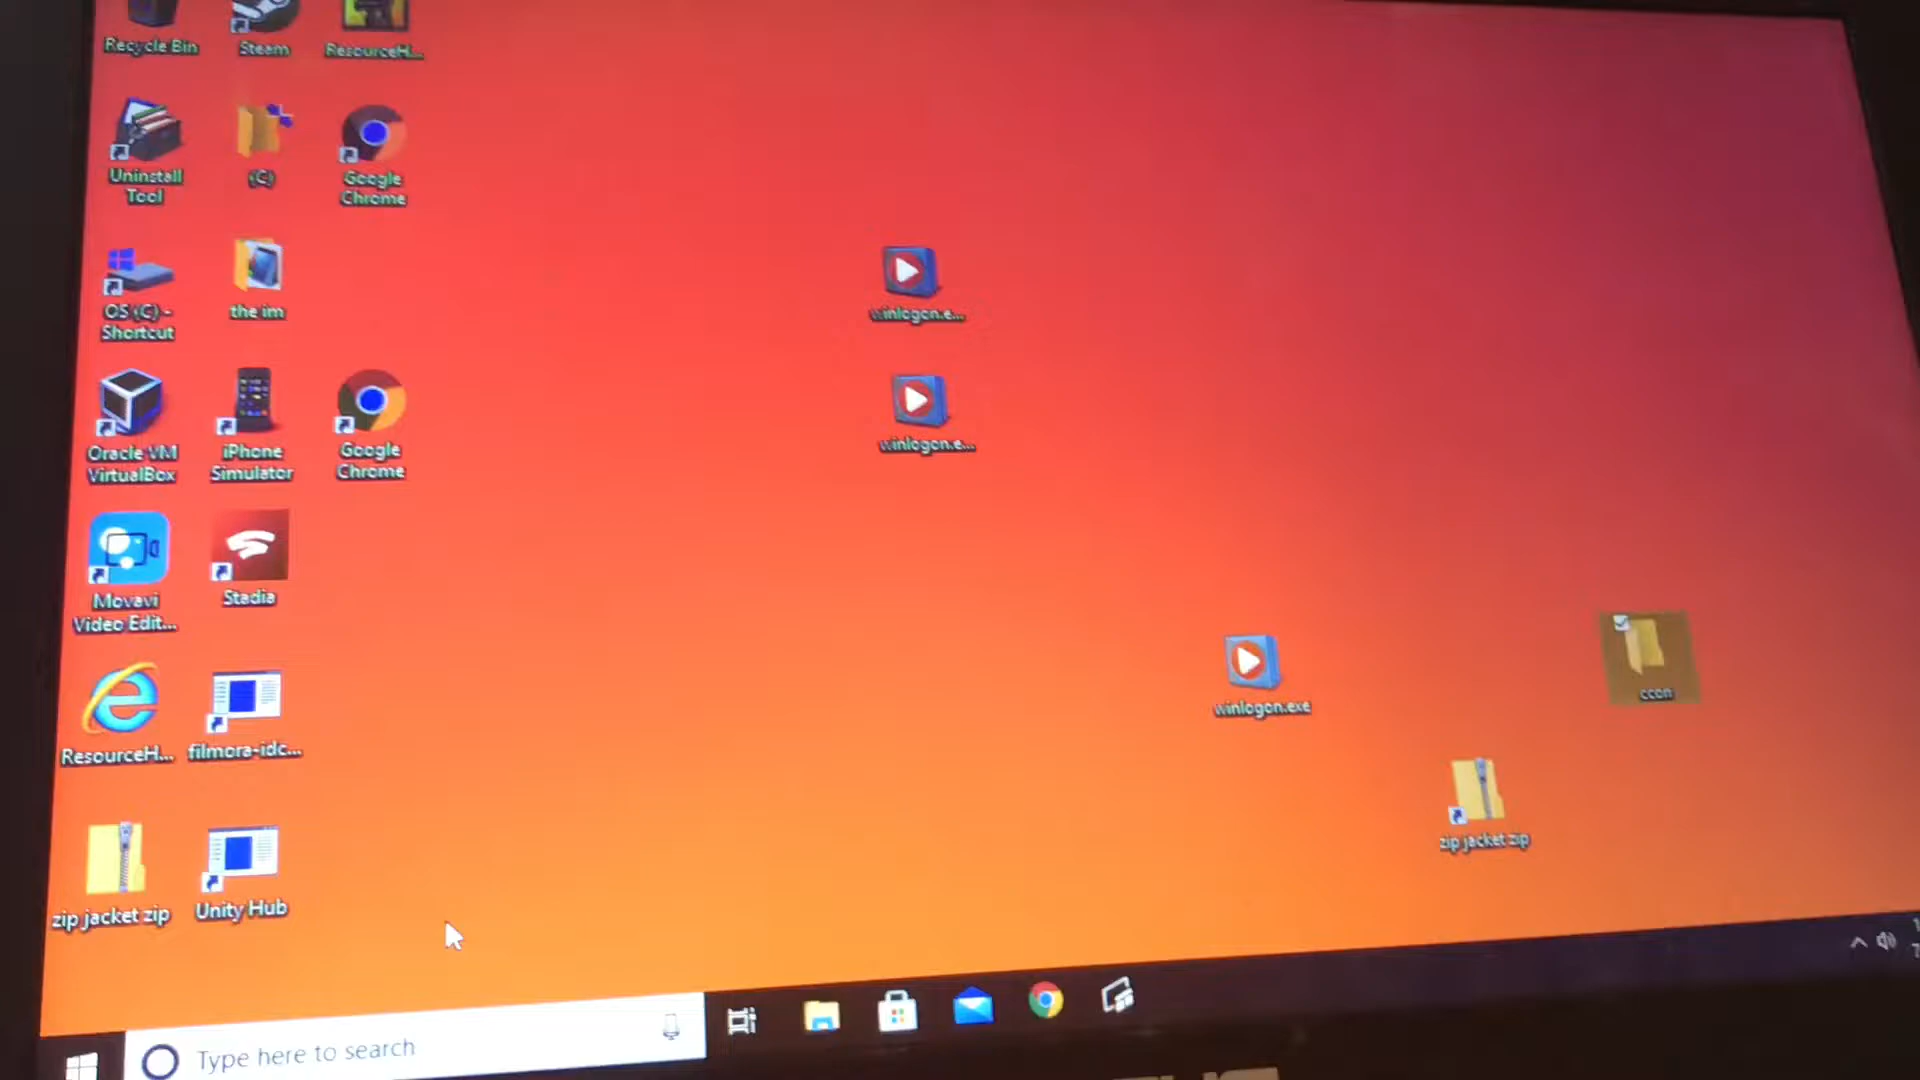 Recycle Bin
Steam
ResourceH...
Uninstall
Tool
(C)
Google
Chrome
OS (C) -
Shortcut
the im
winlogon.e...
Oracle VM
VirtualBox
iPhone
Simulator
Google
Chrome
winlogon.e...
Movavi
Video Edit...
Stadia
ResourceH...
filmora-idc...
winlogon.exe
ccon
zip jacket zip
Unity Hub
zip jacket zip
Type here to search